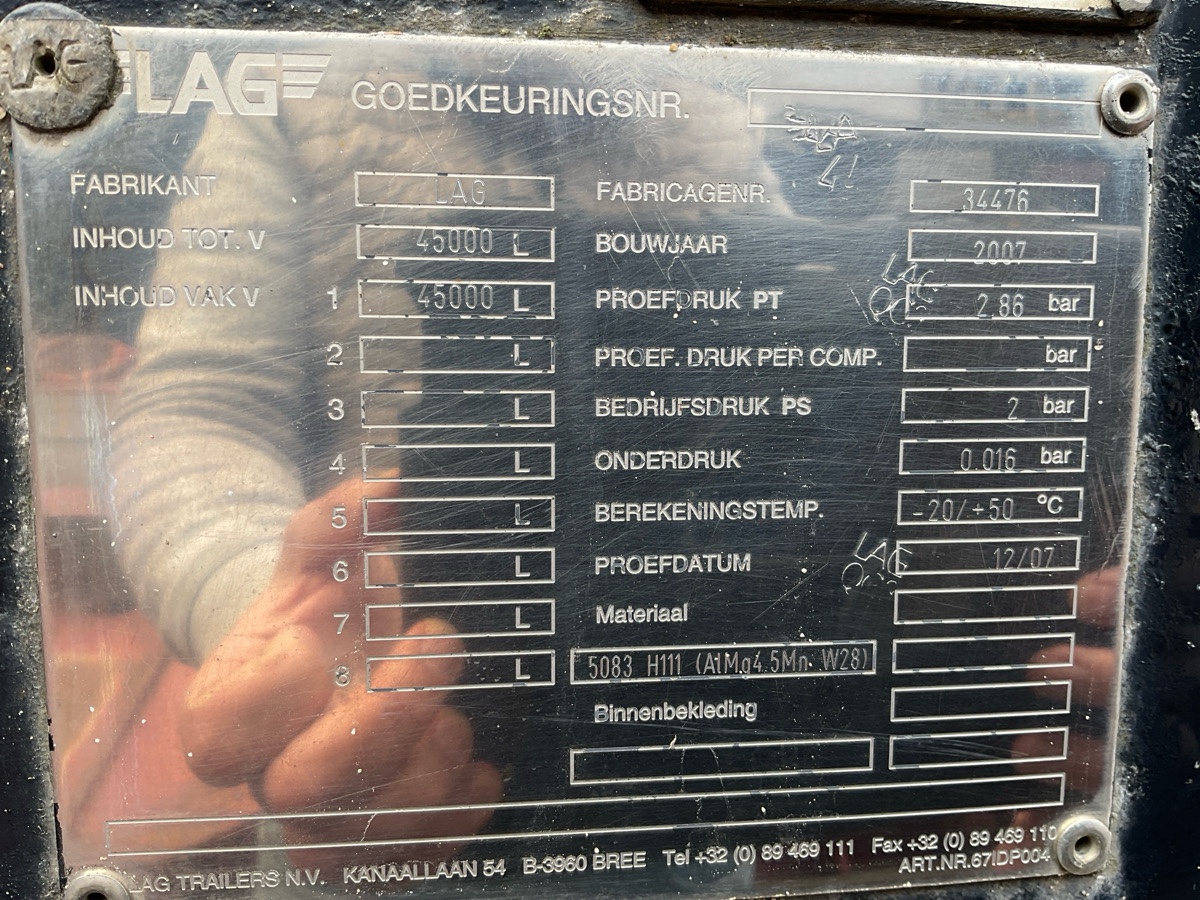 LAG GOEDKEURINGSNR.
FABRIKANT LAG FABRICAGENR. 34476
INHOUD TOT. V 45000 L BOUWJAAR 2007
INHOUD VAK V 1 45000 L PROEFDRUK PT 2.86 bar
LAG
2 L PROEF. DRUK PER COMP. bar
3 L BEDRIJFSDRUK PS 2 bar
4 L ONDERDRUK 0.016 bar
5 L BEREKENINGSTEMP. -20/+50 °C
6 L PROEFDATUM 12/07
LAG
7 L Materiaal
8 L 5083 H111 (AlMg4.5Mn W28)
Binnenbekleding
LAG TRAILERS N.V. KANAALLAAN 54 B-3960 BREE Tel +32 (0) 89 469 111 Fax +32 (0) 89 469 110
ART.NR.67IDP004